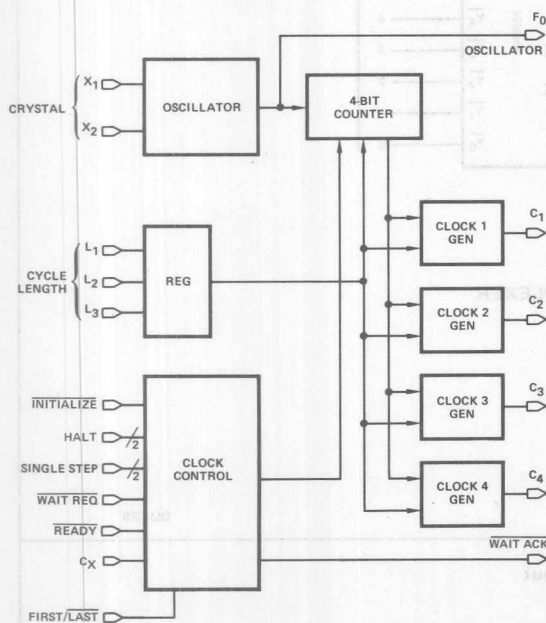 F₀
OSCILLATOR
CRYSTAL
X₁
X₂
OSCILLATOR
4-BIT
COUNTER
CYCLE
LENGTH
L₁
L₂
L₃
REG
CLOCK 1
GEN
C₁
CLOCK 2
GEN
C₂
CLOCK 3
GEN
C₃
CLOCK 4
GEN
C₄
INITIALIZE
HALT
2
SINGLE STEP
2
WAIT REQ
READY
Cₓ
FIRST/LAST
CLOCK
CONTROL
WAIT ACK